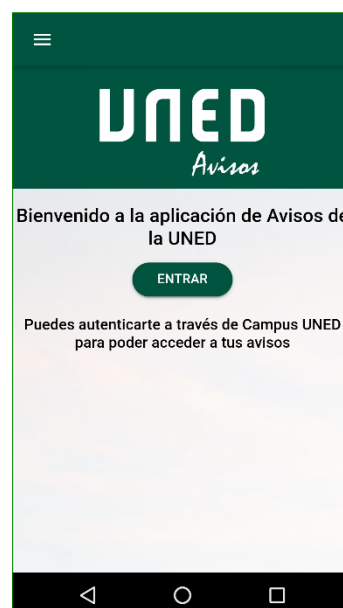 UNED
Avisos
Bienvenido a la aplicación de Avisos de
la UNED
ENTRAR
Puedes autenticarte a través de Campus UNED
para poder acceder a tus avisos